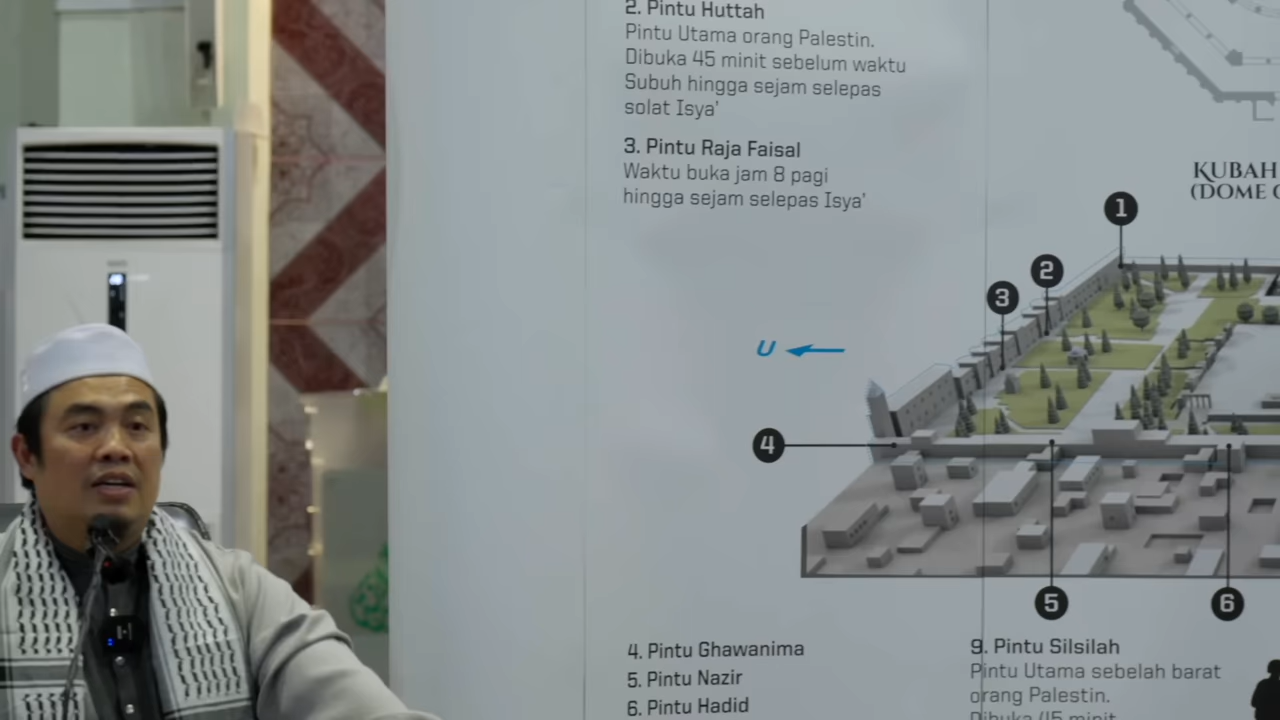 2. Pintu Huttah
Pintu Utama orang Palestin.
Dibuka 45 minit sebelum waktu
Subuh hingga sejam selepas
solat Isya'
3. Pintu Raja Faisal
Waktu buka jam 8 pagi
hingga sejam selepas Isya'
KUBAH
(DOME
1
2
3
U
4
5
6
4. Pintu Ghawanima
5. Pintu Nazir
6. Pintu Hadid
9. Pintu Silsilah
Pintu Utama sebelah barat
orang Palestin.
Dibuka 45 minit